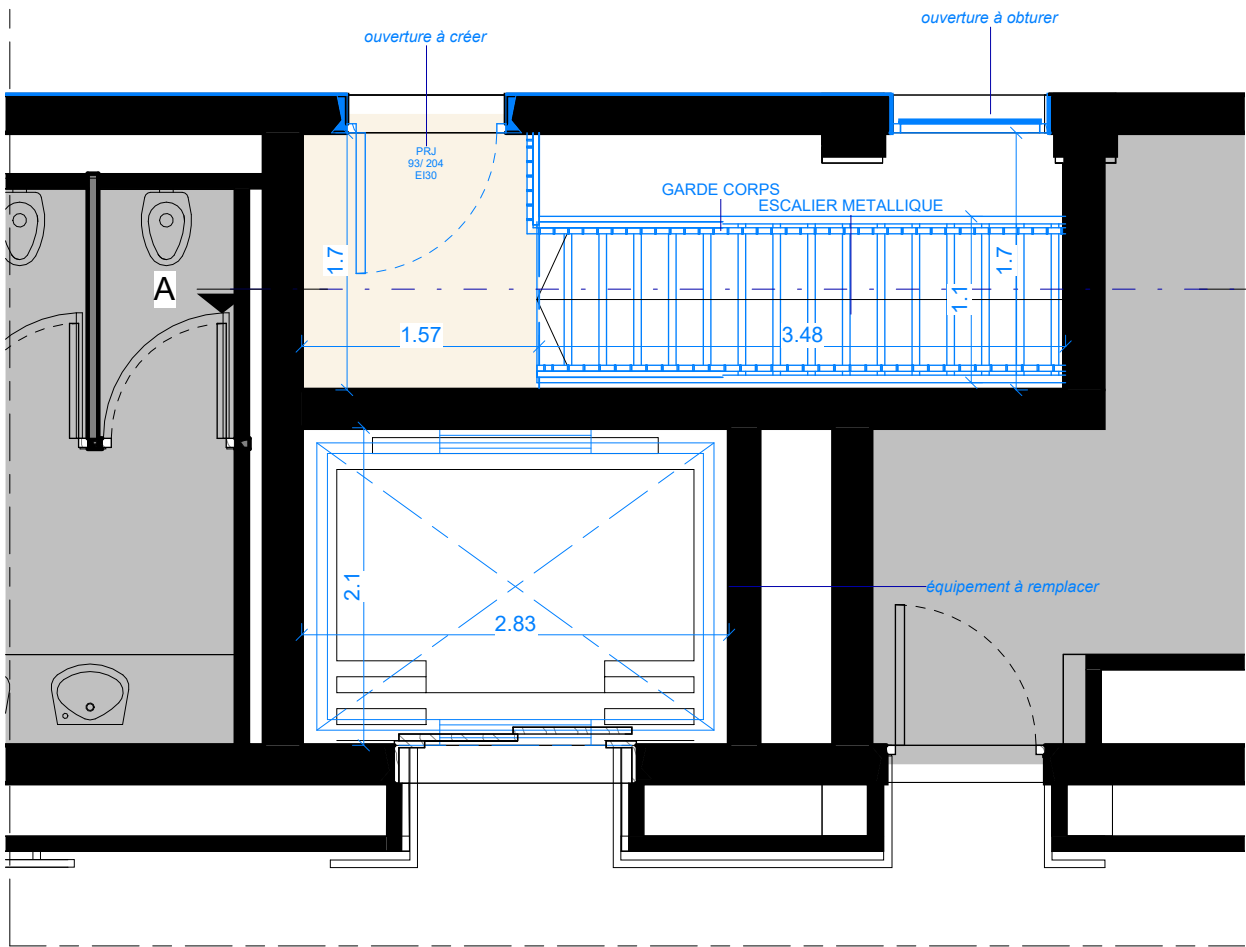 ouverture à créer
ouverture à obturer
PRJ
93/ 204
EI30
GARDE CORPS
ESCALIER METALLIQUE
1.7
1.7
A
1.1
1.57
3.48
2.1
équipement à remplacer
2.83